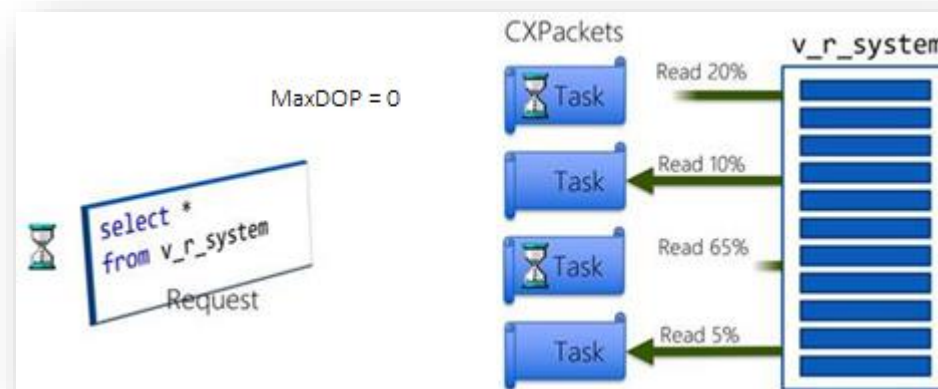 CXPackets
v_r_system
MaxDOP = 0
Task
Read 20%
Task
Read 10%
select *
from v_r_system
Request
Task
Read 65%
Task
Read 5%